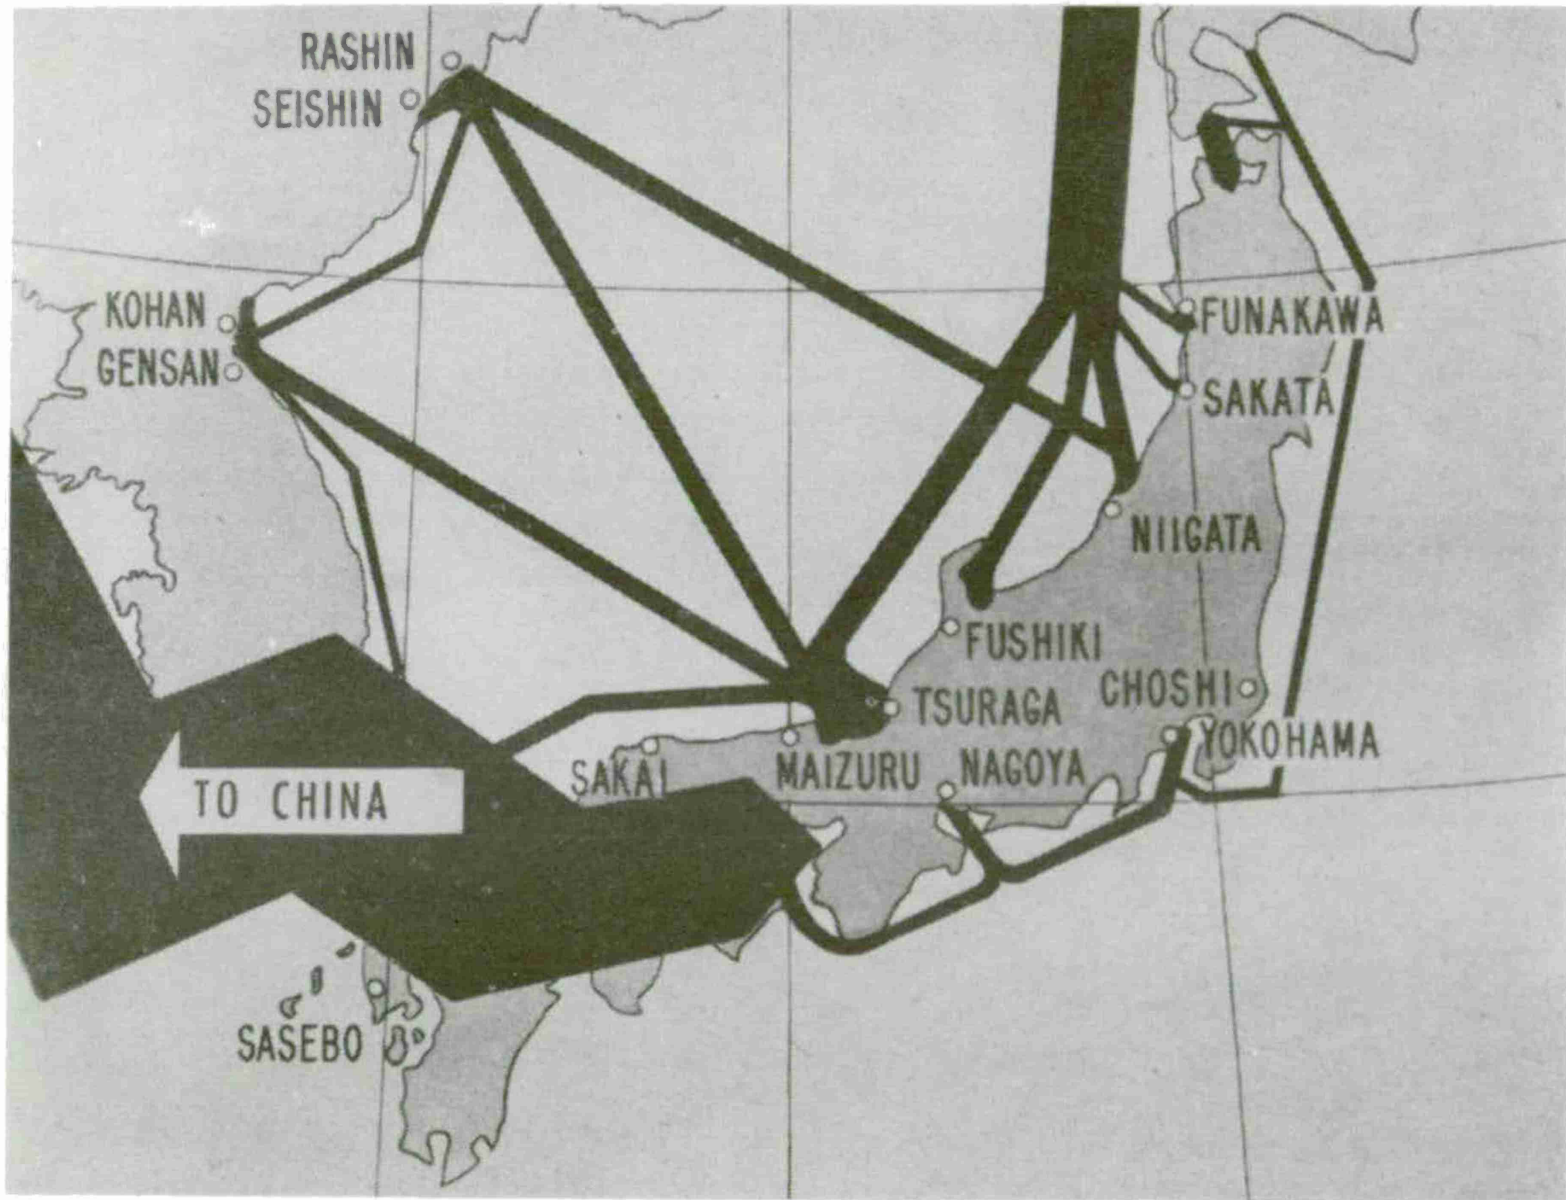 RASHIN
SEISHIN
KOHAN
GENSAN
FUNAKAWA
SAKATA
NIIGATA
FUSHIKI
CHOSHI
TSURAGA
YOKOHAMA
SAKAI
MAIZURU
NAGOYA
TO CHINA
SASEBO